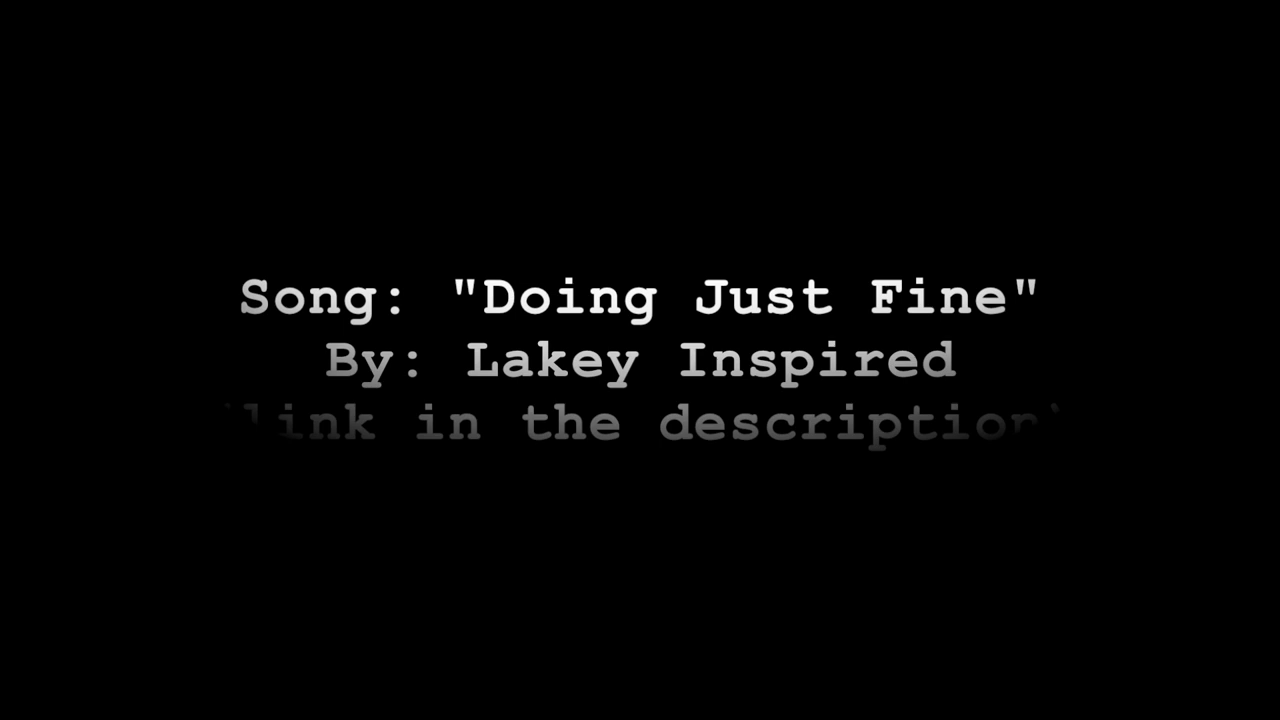 Song: "Doing Just Fine"
By: Lakey Inspired
link in the description